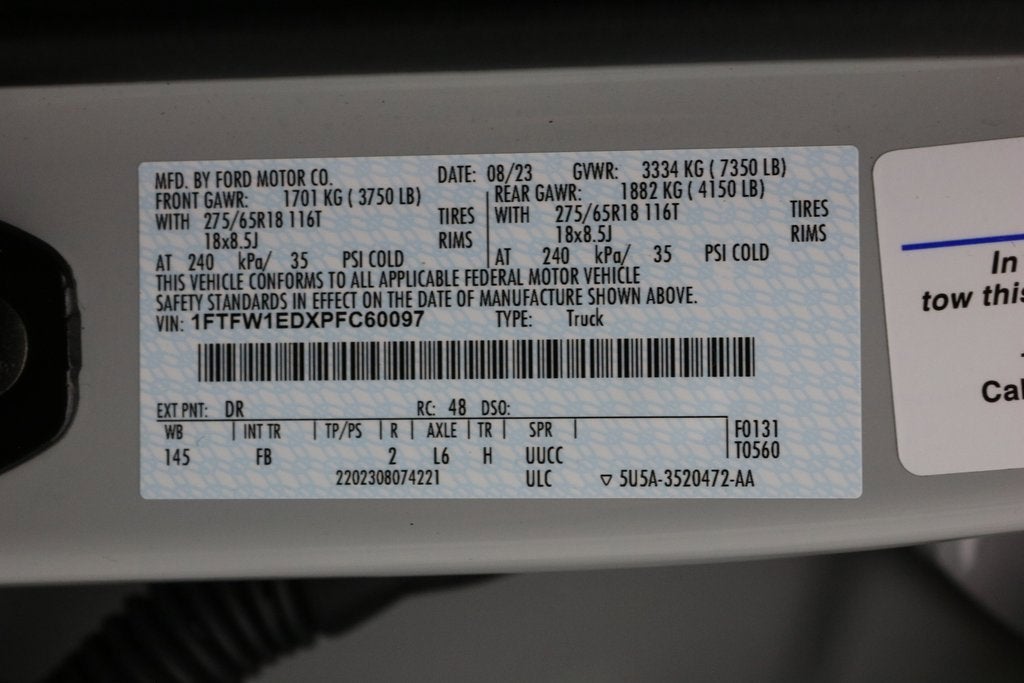 MFD. BY FORD MOTOR CO. DATE: 08/23 GVWR: 3334 KG ( 7350 LB)
FRONT GAWR: 1701 KG ( 3750 LB) REAR GAWR: 1882 KG ( 4150 LB)
WITH 275/65R18 116T TIRES WITH 275/65R18 116T TIRES
18x8.5J RIMS 18x8.5J RIMS
AT 240 kPa/ 35 PSI COLD AT 240 kPa/ 35 PSI COLD
THIS VEHICLE CONFORMS TO ALL APPLICABLE FEDERAL MOTOR VEHICLE
SAFETY STANDARDS IN EFFECT ON THE DATE OF MANUFACTURE SHOWN ABOVE.
VIN: 1FTFW1EDXPFC60097 TYPE: Truck
EXT PNT: DR RC: 48 DSO:
WB INT TR TP/PS R AXLE TR SPR F0131
145 FB 2 L6 H UUCC T0560
2202308074221 ULC ▽ 5U5A-3520472-AA
In
tow this
Cal